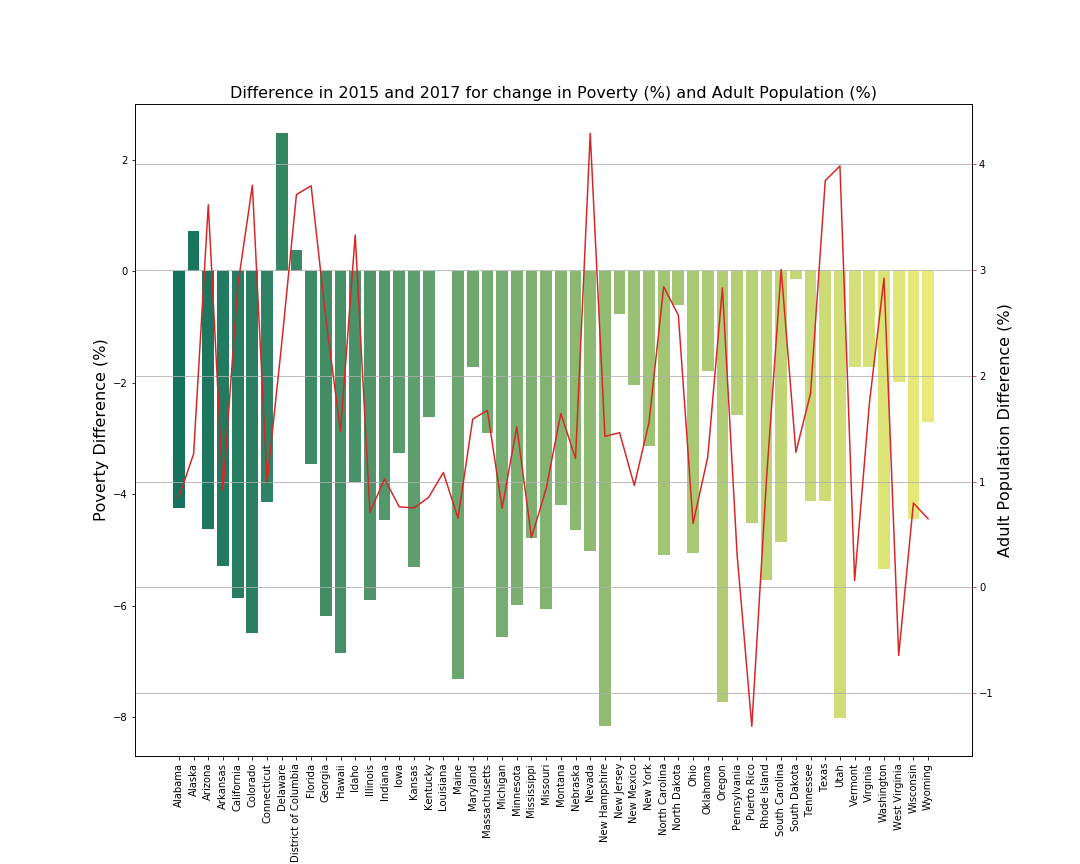 Difference in 2015 and 2017 for change in Poverty (%) and Adult Population (%)
Poverty Difference (%)
2
0
−2
−4
−6
−8
4
3
2
1
0
−1
Adult Population Difference (%)
Alabama
Alaska
Arizona
Arkansas
California
Colorado
Connecticut
Delaware
District of Columbia
Florida
Georgia
Hawaii
Idaho
Illinois
Indiana
Iowa
Kansas
Kentucky
Louisiana
Maine
Maryland
Massachusetts
Michigan
Minnesota
Mississippi
Missouri
Montana
Nebraska
Nevada
New Hampshire
New Jersey
New Mexico
New York
North Carolina
North Dakota
Ohio
Oklahoma
Oregon
Pennsylvania
Puerto Rico
Rhode Island
South Carolina
South Dakota
Tennessee
Texas
Utah
Vermont
Virginia
Washington
West Virginia
Wisconsin
Wyoming